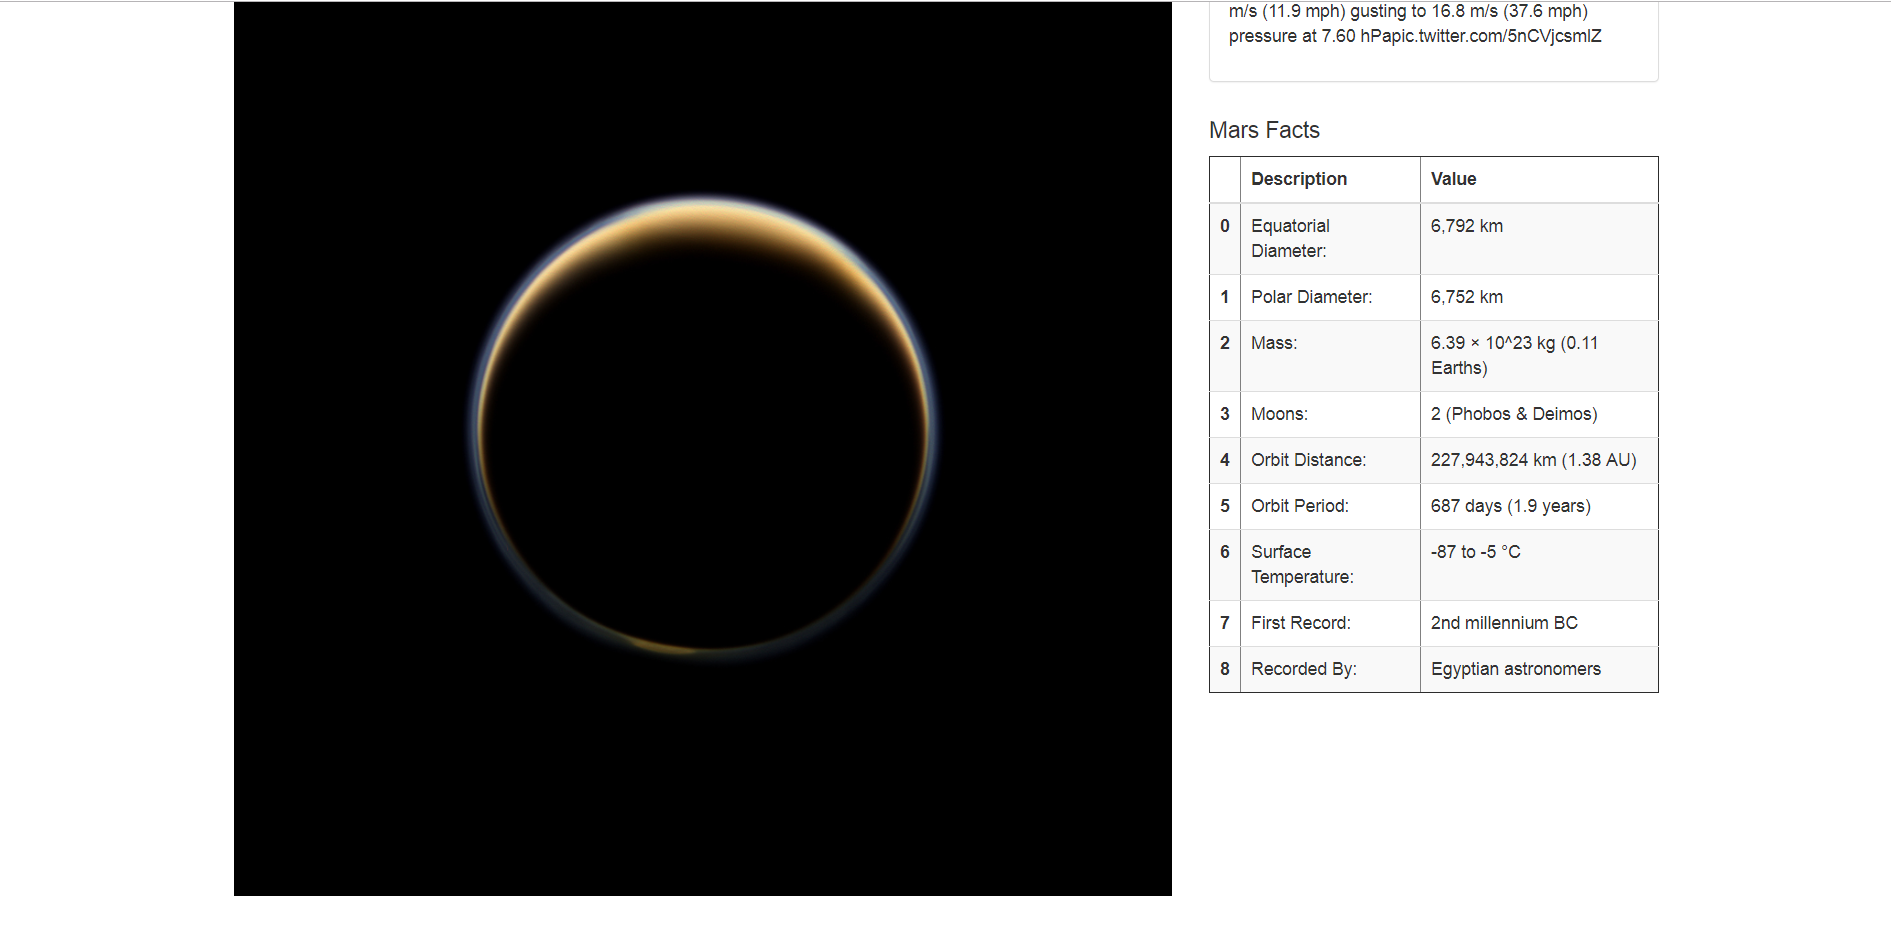 m/s (11.9 mph) gusting to 16.8 m/s (37.6 mph)
pressure at 7.60 hPapic.twitter.com/5nCVjcsmlZ
Mars Facts
Description Value
0 Equatorial Diameter: 6,792 km
1 Polar Diameter: 6,752 km
2 Mass: 6.39 × 10^23 kg (0.11 Earths)
3 Moons: 2 (Phobos & Deimos)
4 Orbit Distance: 227,943,824 km (1.38 AU)
5 Orbit Period: 687 days (1.9 years)
6 Surface Temperature: -87 to -5 °C
7 First Record: 2nd millennium BC
8 Recorded By: Egyptian astronomers